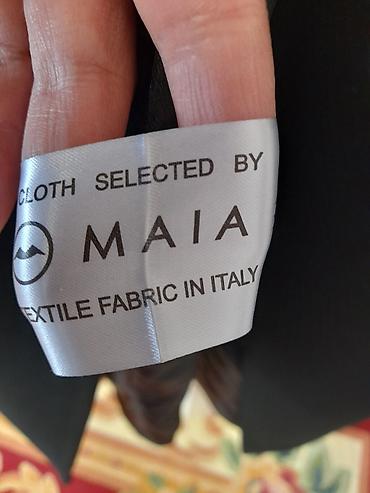 CLOTH SELECTED BY
MAIA
TEXTILE FABRIC IN ITALY